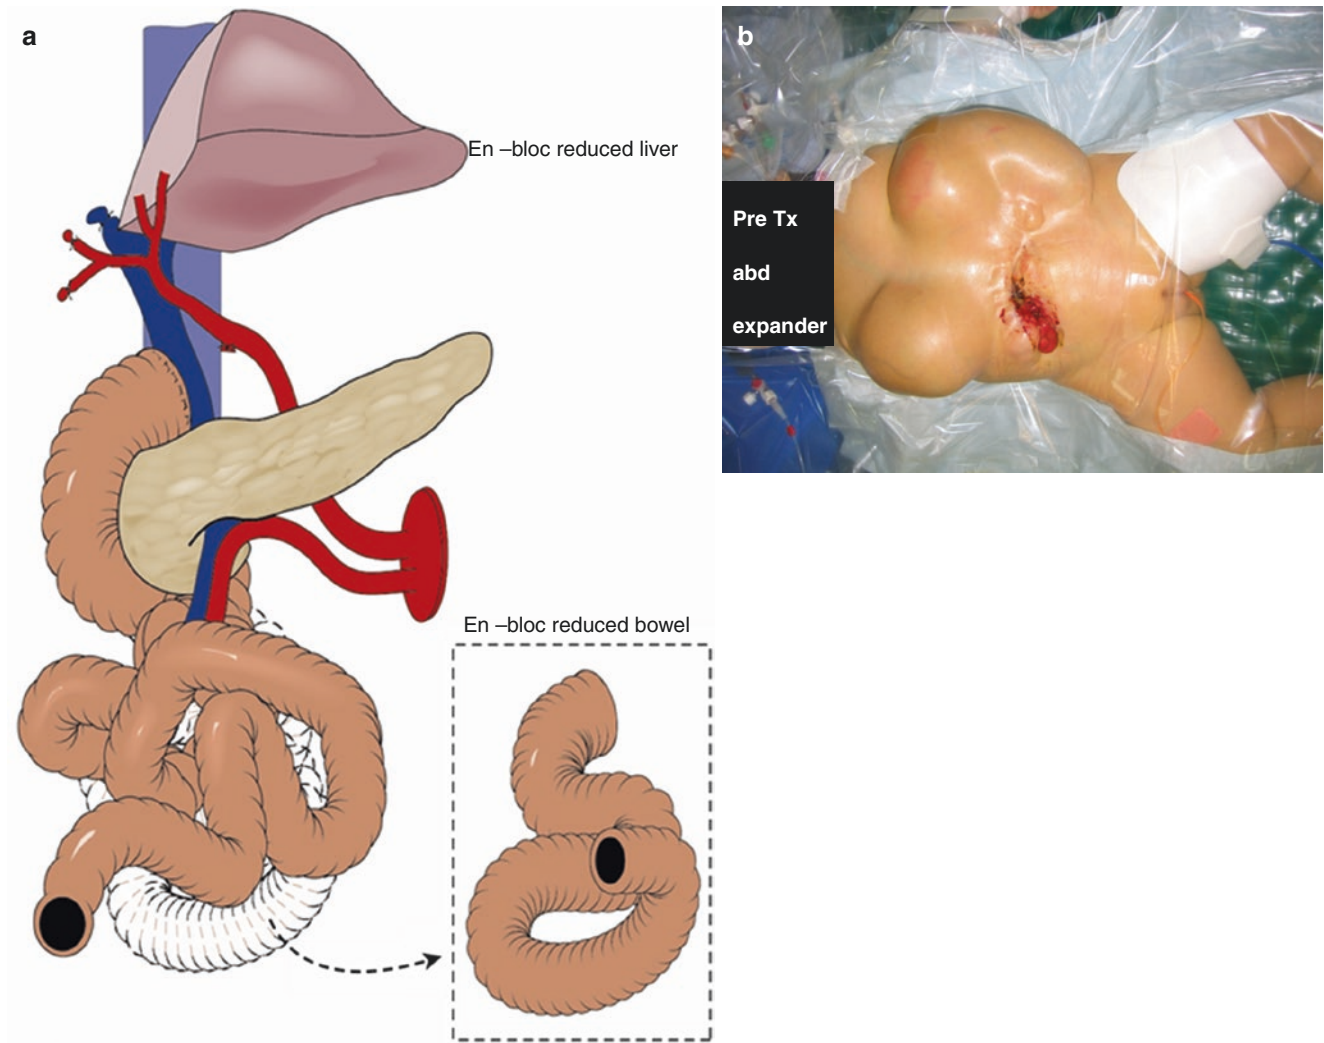 a
En –bloc reduced liver
En –bloc reduced bowel
b
Pre Tx
abd
expander